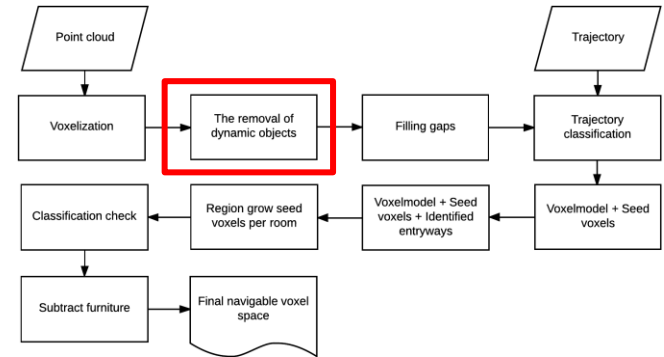 Point cloud
Trajectory
Voxelization
The removal of
dynamic objects
Filling gaps
Trajectory
classification
Classification check
Region grow seed
voxels per room
Voxelmodel + Seed
voxels + Identified
entryways
Voxelmodel + Seed
voxels
Subtract furniture
Final navigable voxel
space